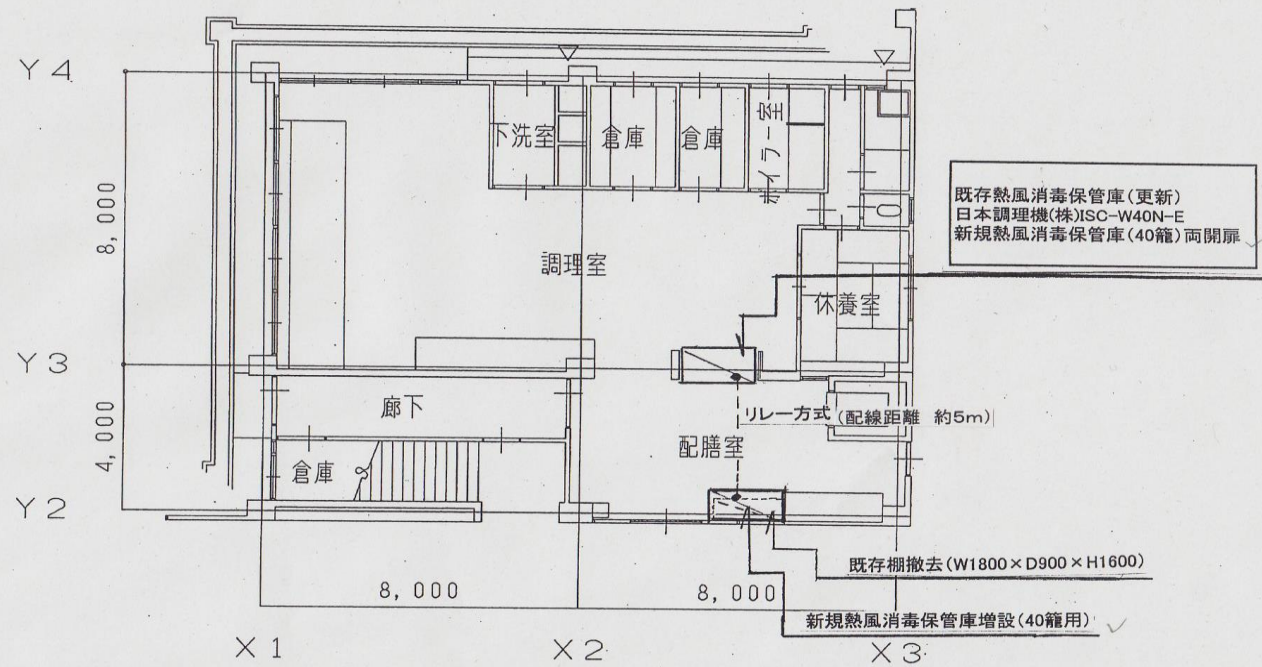 Y4
下洗室
倉庫
倉庫
ボイラー室
8,000
既存熱風消毒保管庫(更新)
日本調理機(株)ISC-W40N-E
新規熱風消毒保管庫(40籠)両開扉
調理室
休養室
Y3
廊下
リレー方式(配線距離 約5m)
4,000
配膳室
倉庫
Y2
既存棚撤去(W1800×D900×H1600)
8,000
8,000
新規熱風消毒保管庫増設(40籠用)
X1
X2
X3